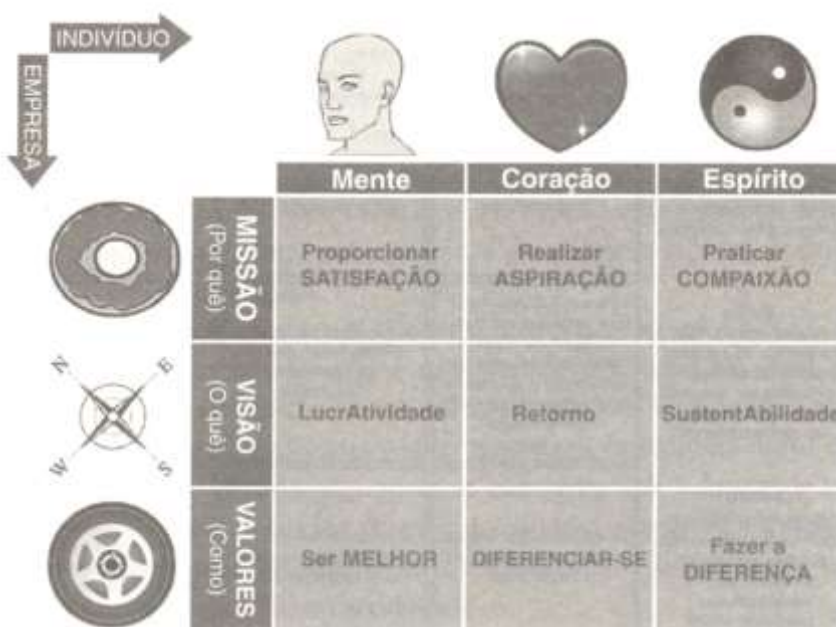 INDIVÍDUO
EMPRESA
Mente
Coração
Espírito
MISSÃO
(Por quê)
Proporcionar
SATISFAÇÃO
Realizar
ASPIRAÇÃO
Praticar
COMPAIXÃO
N
E
W
S
VISÃO
(O quê)
LucrAtividade
Retorno
SustentAbilidade
VALORES
(Como)
Ser MELHOR
DIFERENCIAR-SE
Fazer a
DIFERENÇA